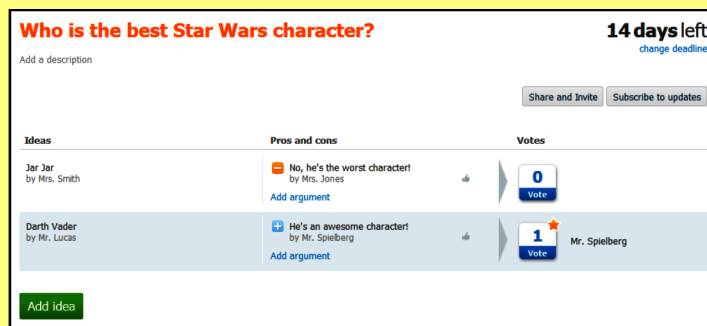 Who is the best Star Wars character?
14 days left
change deadline
Add a description
Share and Invite Subscribe to updates
Ideas Pros and cons Votes
Jar Jar
by Mrs. Smith
No, he's the worst character!
by Mrs. Jones
Add argument
0
Vote
Darth Vader
by Mr. Lucas
He's an awesome character!
by Mr. Spielberg
Add argument
1
Vote
Mr. Spielberg
Add idea